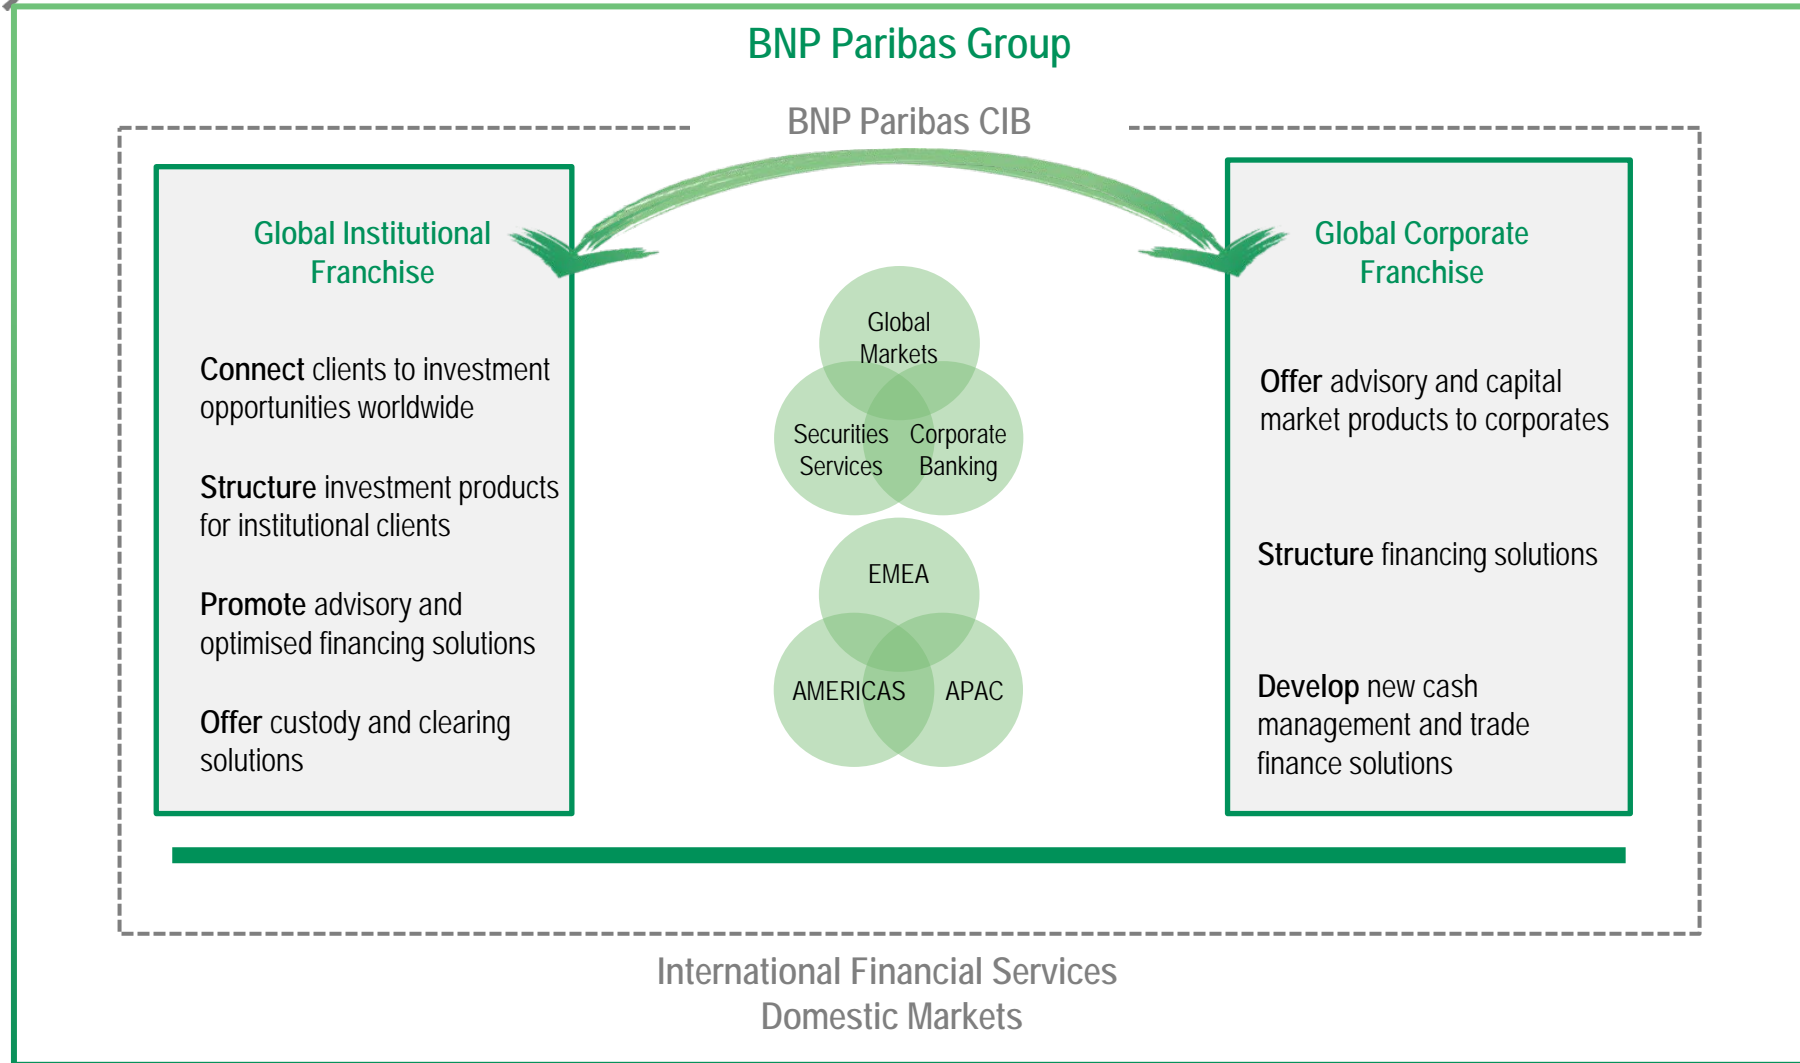 BNP Paribas Group
BNP Paribas CIB
Global Institutional
Franchise
Connect clients to investment
opportunities worldwide
Structure investment products
for institutional clients
Promote advisory and
optimised financing solutions
Offer custody and clearing
solutions
Global
Markets
Securities
Services
Corporate
Banking
EMEA
AMERICAS
APAC
Global Corporate
Franchise
Offer advisory and capital
market products to corporates
Structure financing solutions
Develop new cash
management and trade
finance solutions
International Financial Services
Domestic Markets